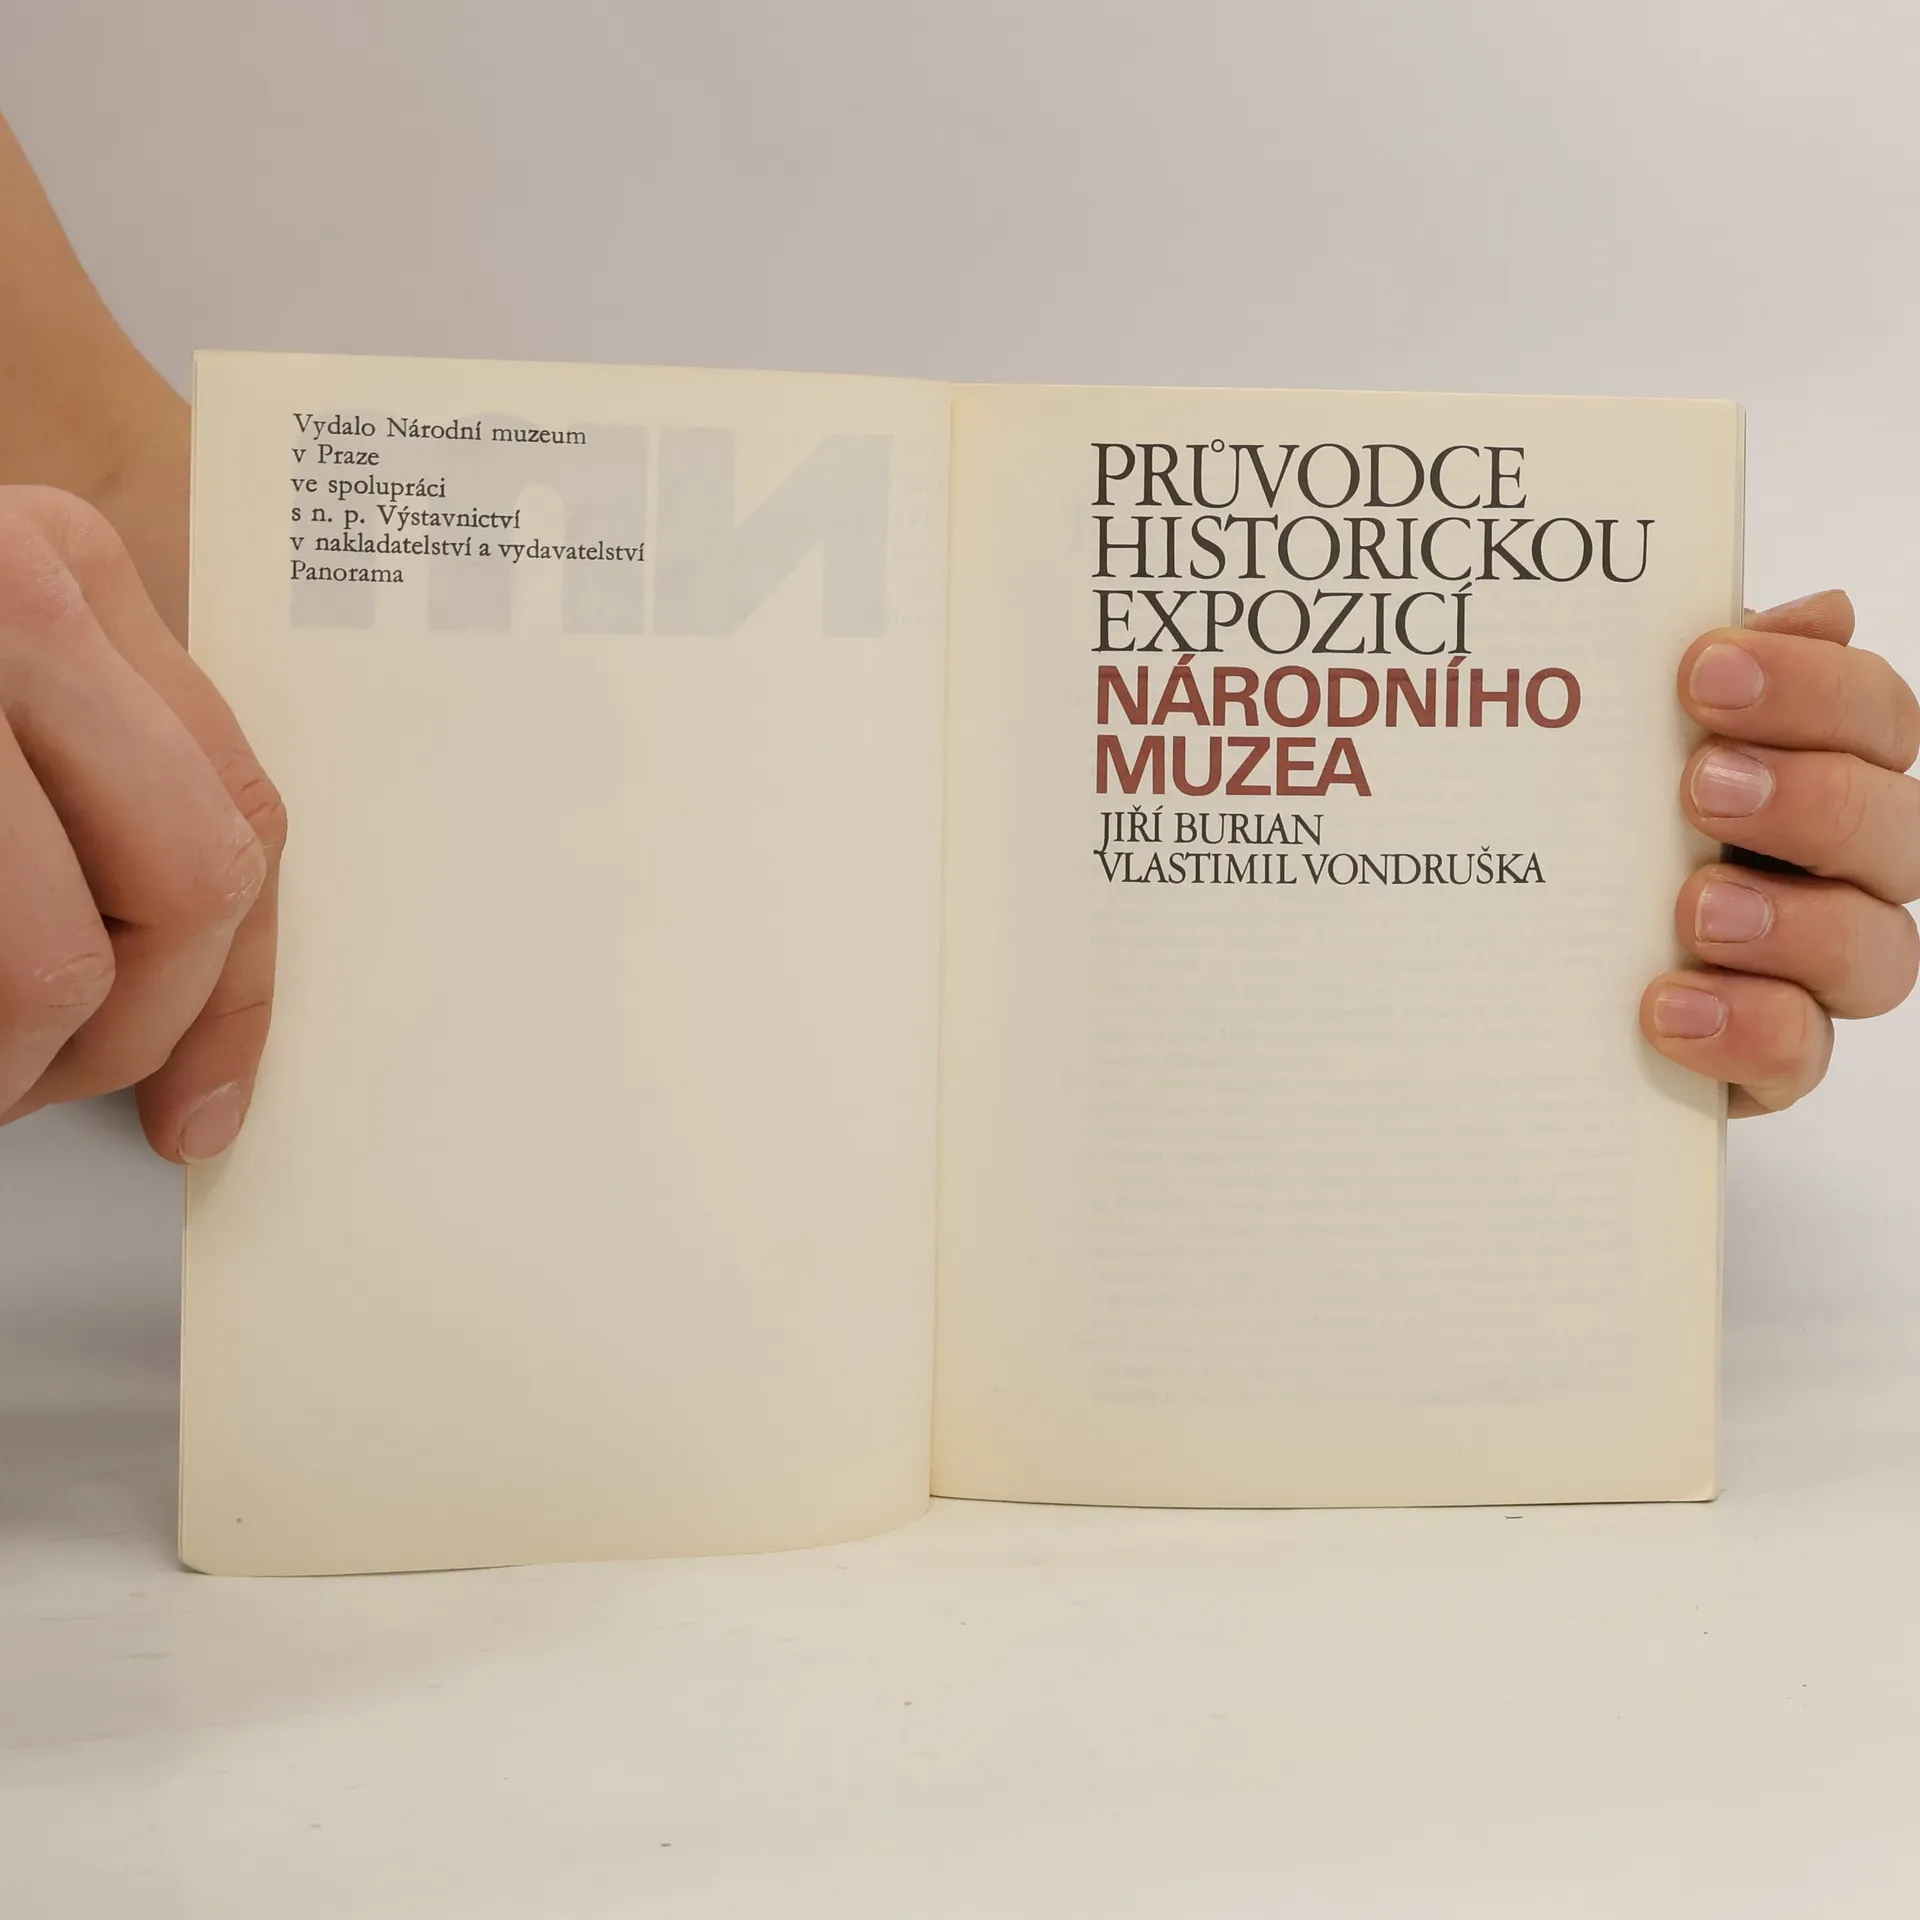 Vydalo Národní muzeum
v Praze
ve spolupráci
s n. p. Výstavnictví
v nakladatelství a vydavatelství
Panorama
PRŮVODCE
HISTORICKOU
EXPOZICÍ
NÁRODNÍHO
MUZEA
JIŘÍ BURIAN
VLASTIMIL VONDRUŠKA